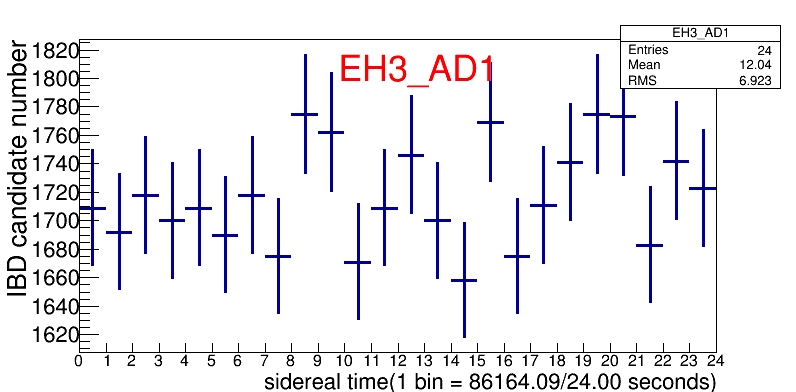 EH3_AD1
Entries 24
Mean 12.04
RMS 6.923
EH3_AD1
IBD candidate number
1820
1800
1780
1760
1740
1720
1700
1680
1660
1640
1620
0 1 2 3 4 5 6 7 8 9 10 11 12 13 14 15 16 17 18 19 20 21 22 23 24
sidereal time(1 bin = 86164.09/24.00 seconds)